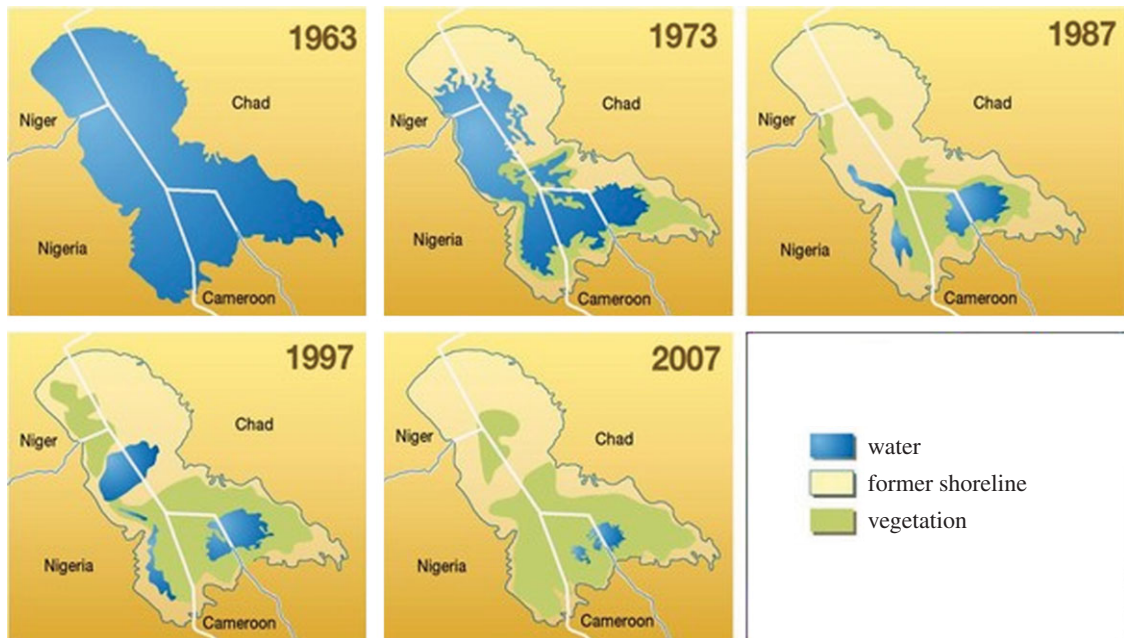 1963
Chad
Niger
Nigeria
Cameroon
1973
Chad
Niger
Nigeria
Cameroon
1987
Chad
Niger
Nigeria
Cameroon
1997
Chad
Niger
Nigeria
Cameroon
2007
Chad
Niger
Nigeria
Cameroon
water
former shoreline
vegetation